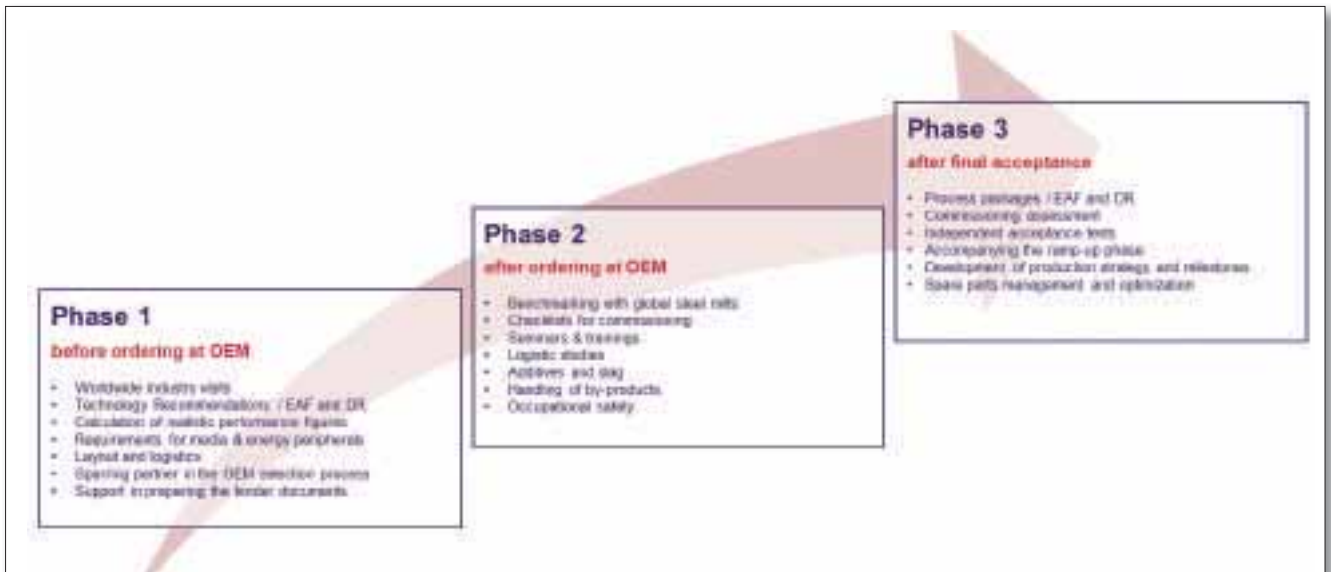 Phase 1
before ordering at OEM
• Worldwide industry visits
• Technology Recommendations / EAF and DR
• Calculation of realistic performance figures
• Requirements for media & energy peripherals
• Layout and logistics
• Sparring partner in the OEM selection process
• Support in preparing the tender documents
Phase 2
after ordering at OEM
• Benchmarking with global steel mills
• Checklists for commissioning
• Seminars & trainings
• Logistic studies
• Additives and slag
• Handling of by-products
• Occupational safety
Phase 3
after final acceptance
• Process packages / EAF and DR
• Commissioning assessment
• Independent acceptance tests
• Accompanying the ramp-up phase
• Development of production strategy and milestones
• Spare parts management and optimization